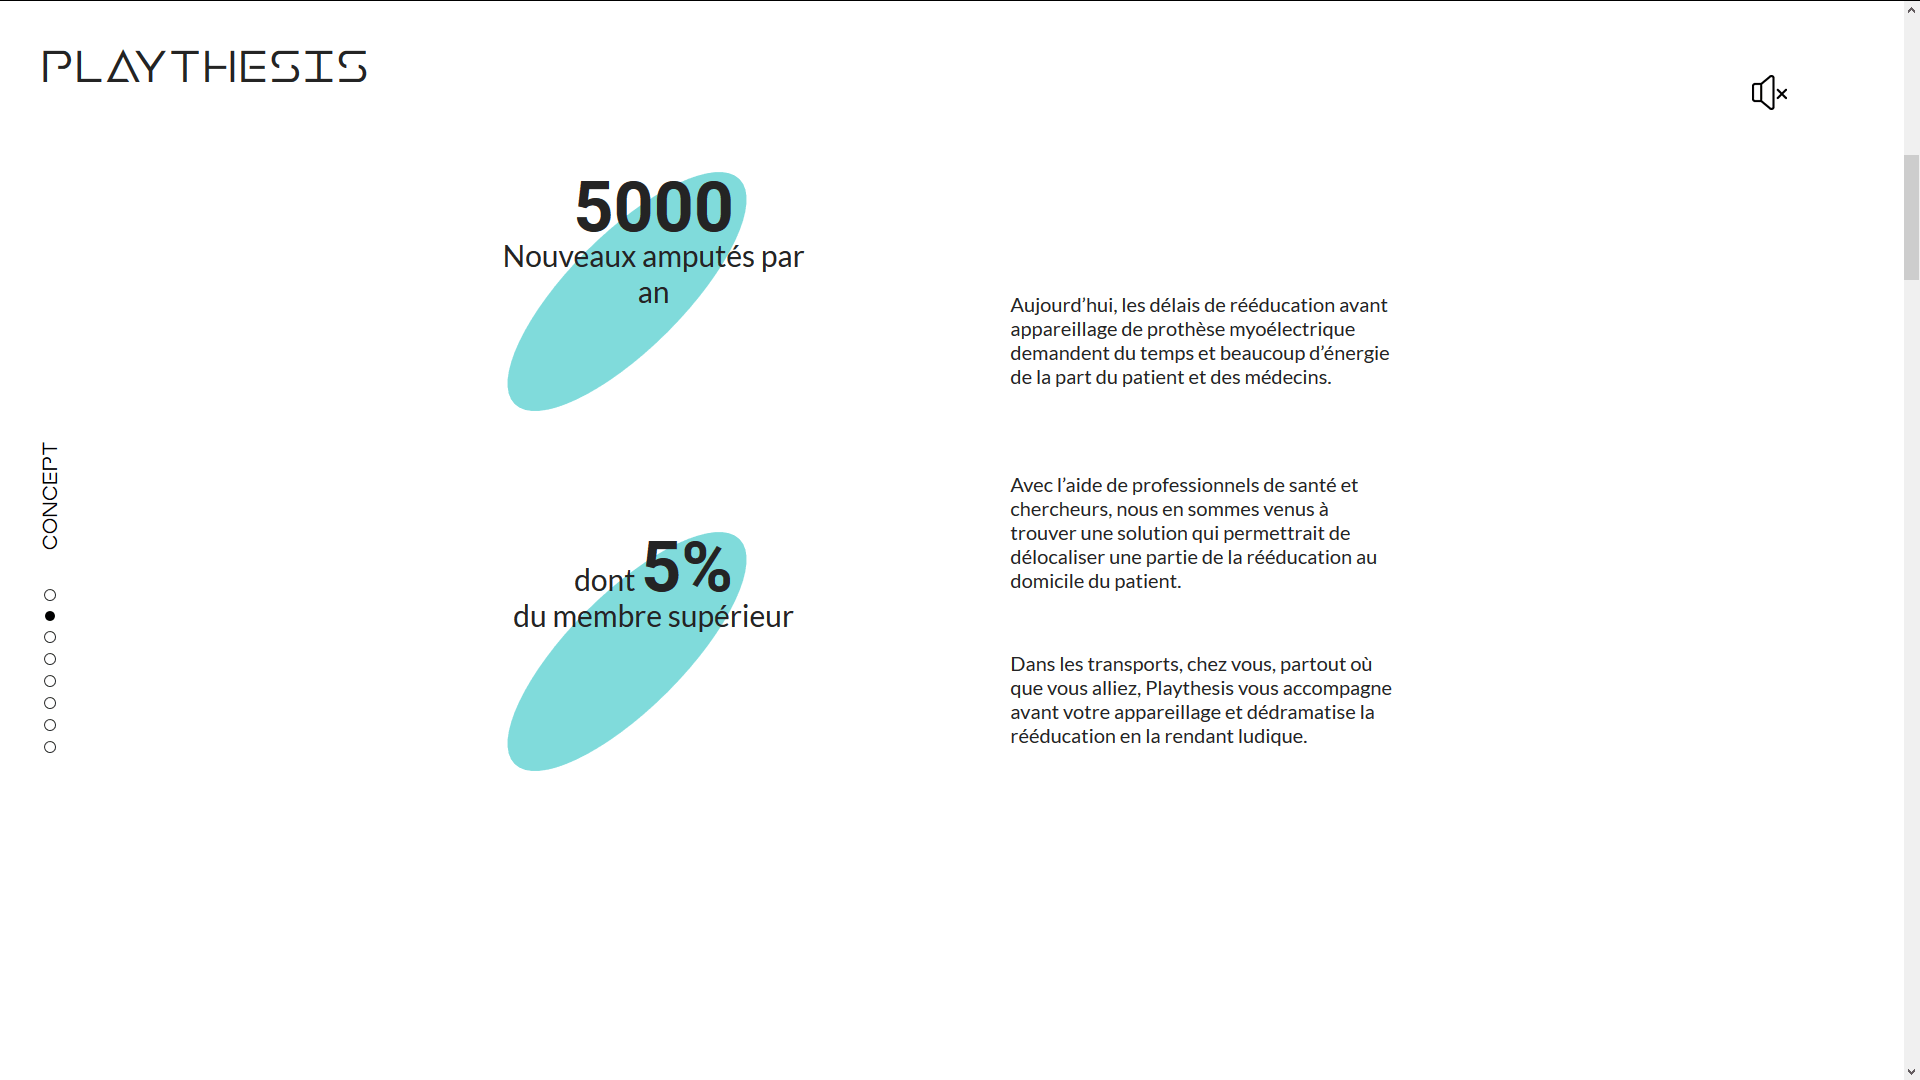 PLAYTHESIS
5000
Nouveaux amputés par
an
dont 5%
du membre supérieur
Aujourd’hui, les délais de rééducation avant
appareillage de prothèse myoélectrique
demandent du temps et beaucoup d’énergie
de la part du patient et des médecins.
Avec l’aide de professionnels de santé et
chercheurs, nous en sommes venus à
trouver une solution qui permettrait de
délocaliser une partie de la rééducation au
domicile du patient.
Dans les transports, chez vous, partout où
que vous alliez, Playthesis vous accompagne
avant votre appareillage et dédramatise la
rééducation en la rendant ludique.
CONCEPT